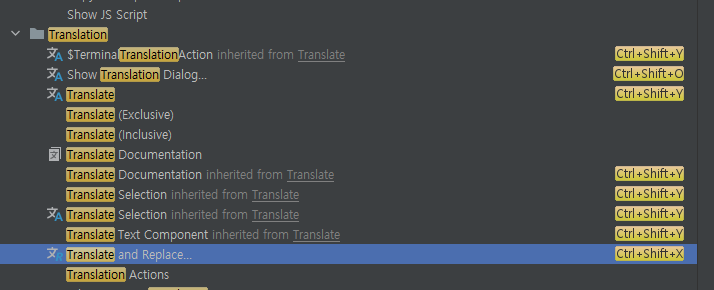 Show JS Script
Translation
$TerminalTranslationAction inherited from Translate Ctrl+Shift+Y
Show Translation Dialog... Ctrl+Shift+O
Translate Ctrl+Shift+Y
Translate (Exclusive)
Translate (Inclusive)
Translate Documentation
Translate Documentation inherited from Translate Ctrl+Shift+Y
Translate Selection inherited from Translate Ctrl+Shift+Y
Translate Selection inherited from Translate Ctrl+Shift+Y
Translate Text Component inherited from Translate Ctrl+Shift+Y
Translate and Replace... Ctrl+Shift+X
Translation Actions